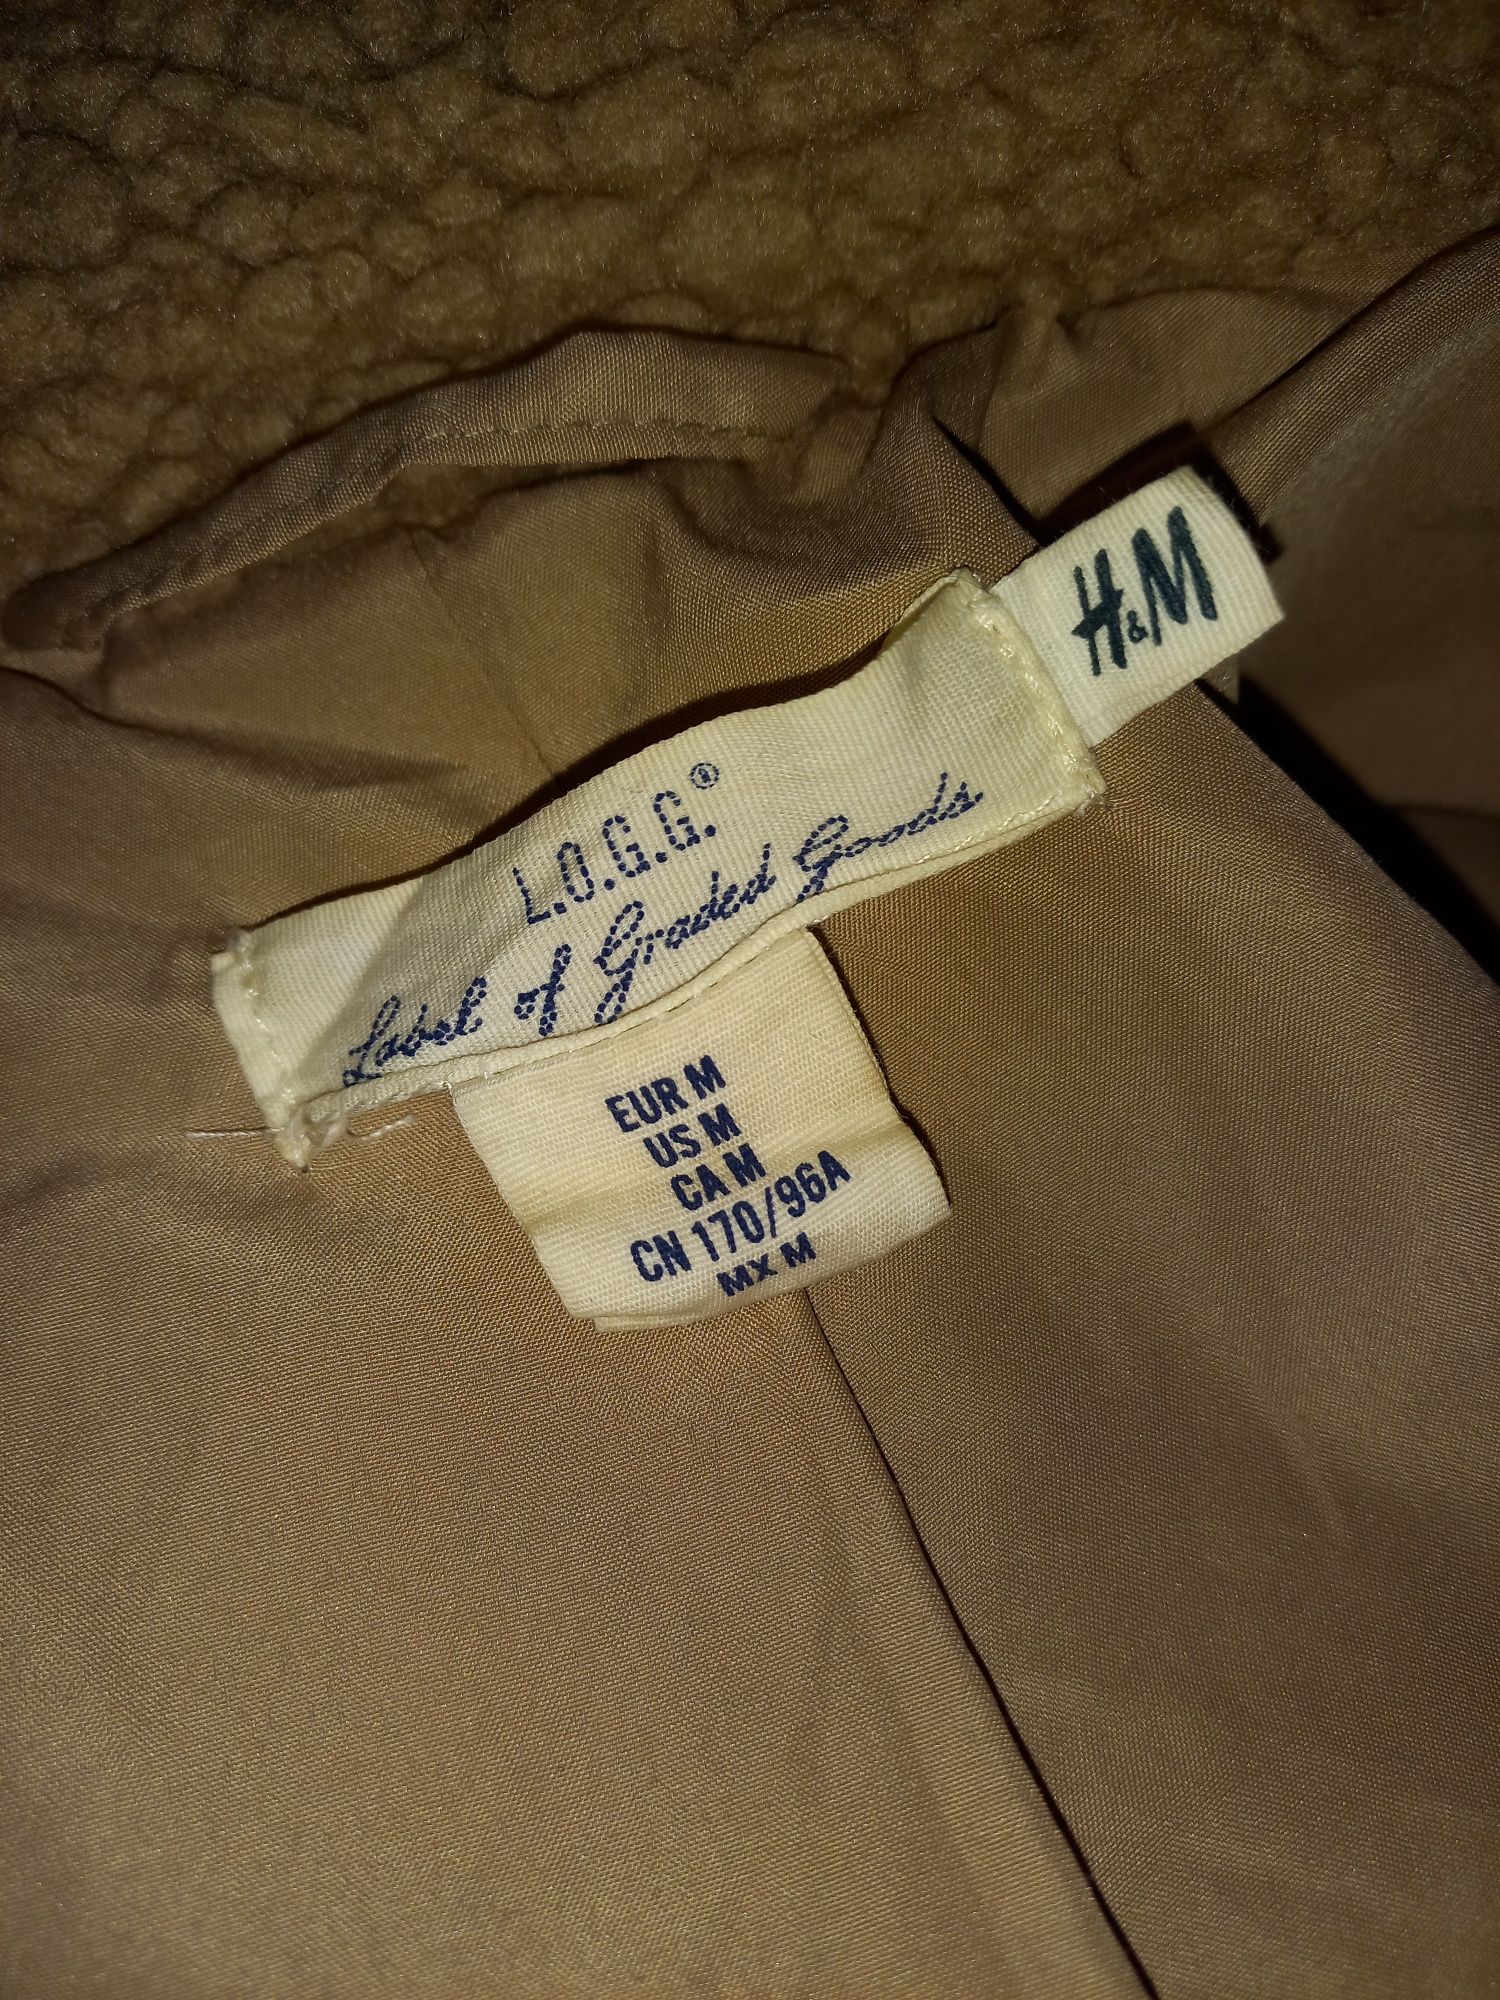 H&M
L.O.G.G.®
Label of Graded Goods
EUR M
US M
CA M
CN 170/96A
MX M